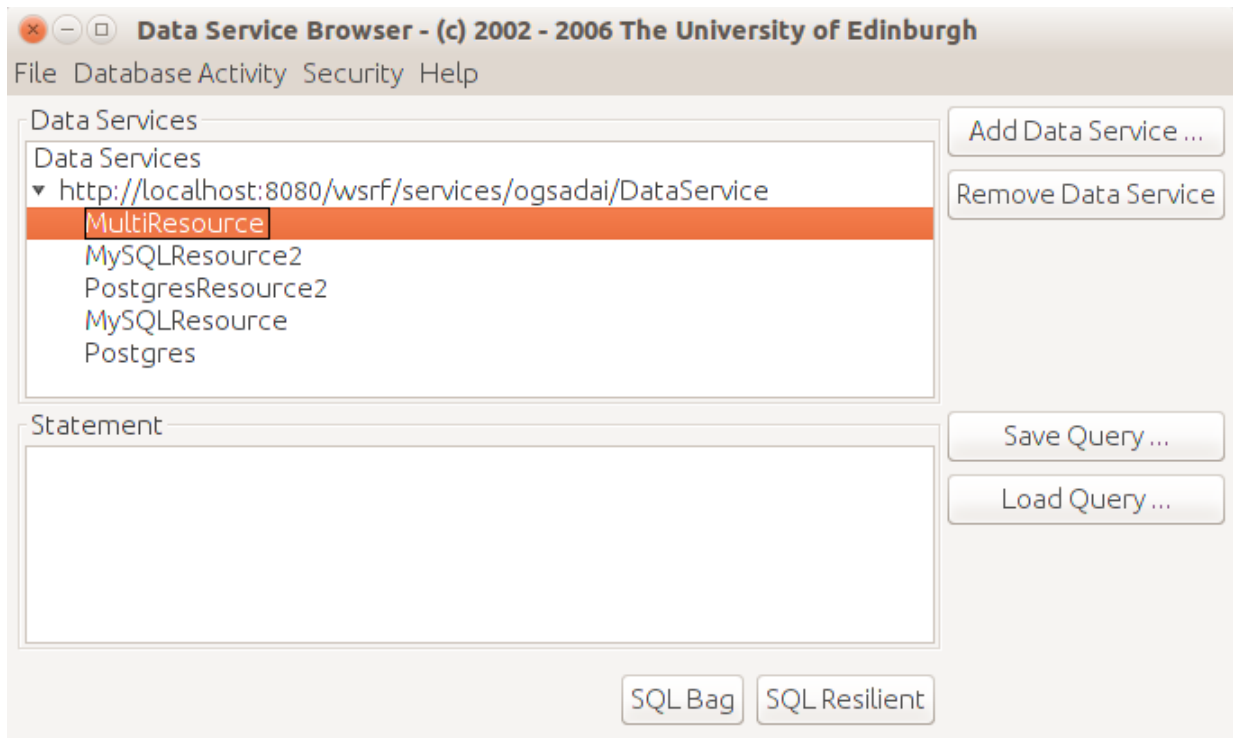 Data Service Browser - (c) 2002 - 2006 The University of Edinburgh
File Database Activity Security Help
Data Services
Add Data Service ...
Data Services
http://localhost:8080/wsrf/services/ogsadai/DataService
Remove Data Service
MultiResource
MySQLResource2
PostgresResource2
MySQLResource
Postgres
Statement
Save Query ...
Load Query ...
SQL Bag SQL Resilient